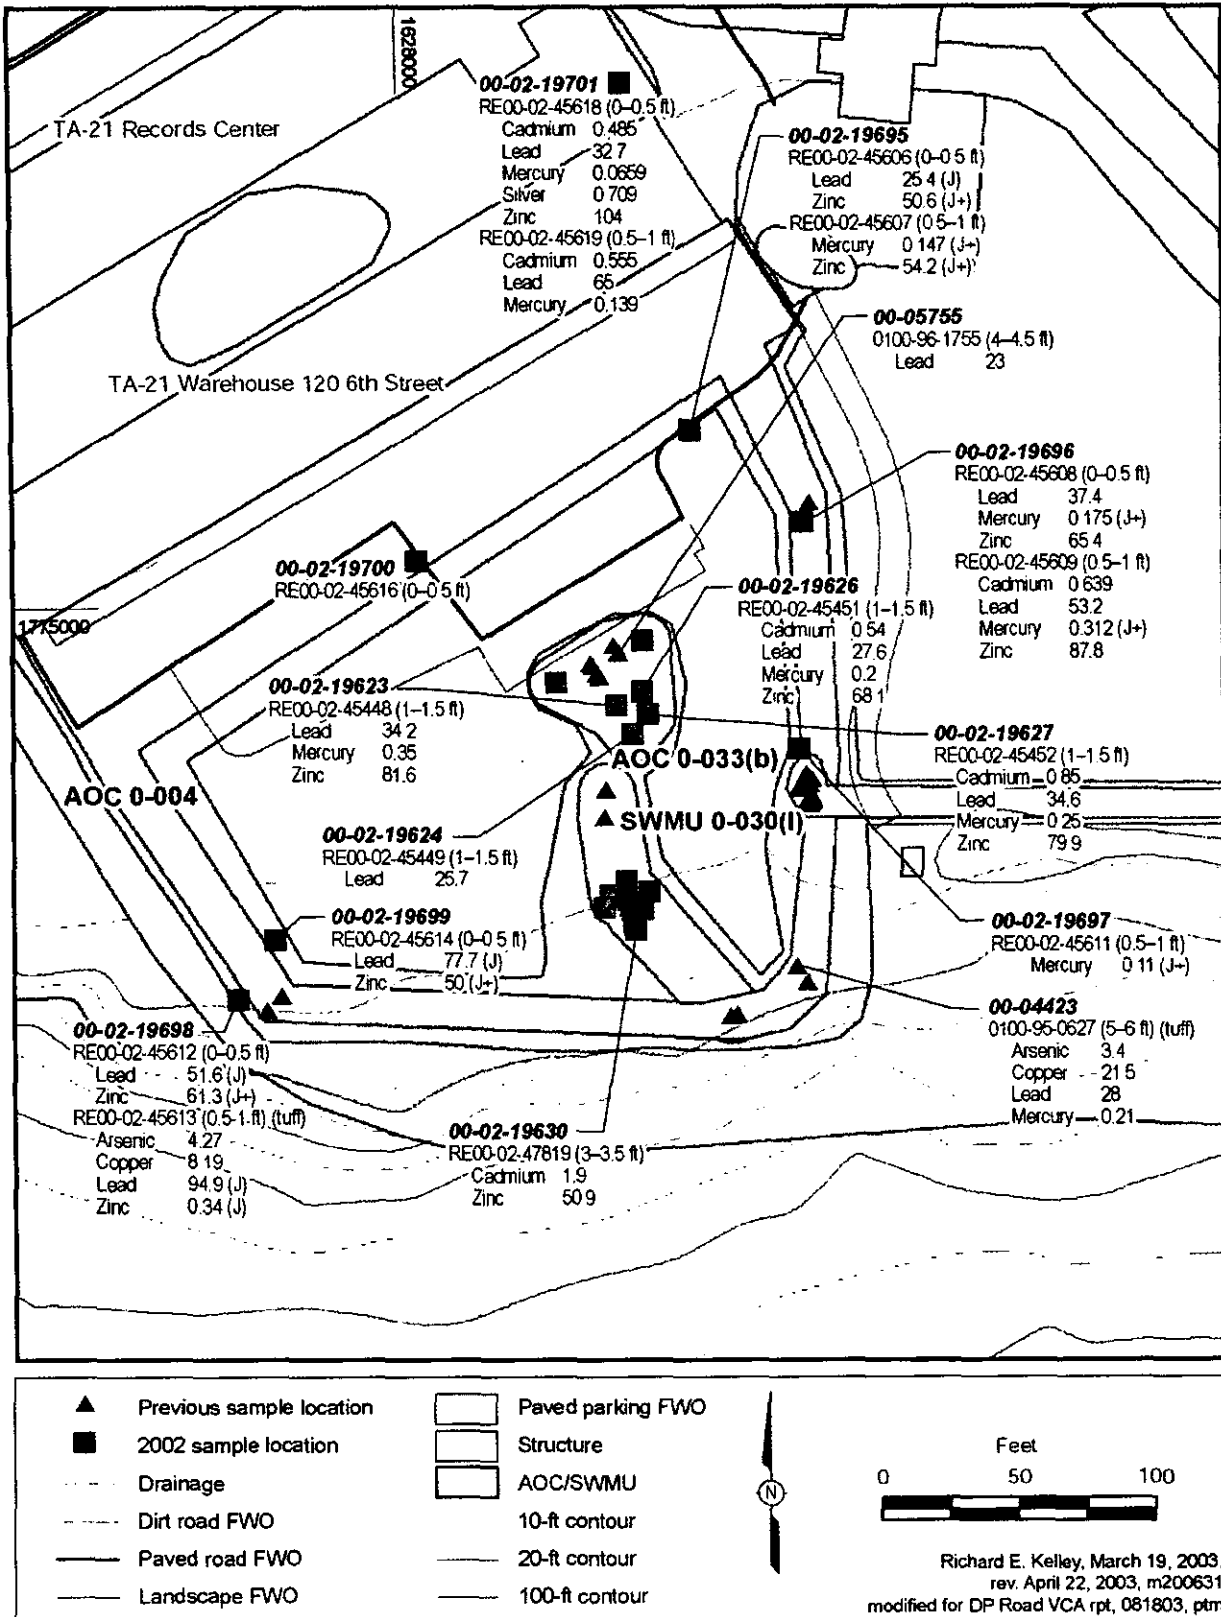 1628000
TA-21 Records Center
00-02-19701
RE00-02-45618 (0–0.5 ft)
Cadmium 0.485
Lead 32 7
Mercury 0.0659
Silver 0 709
Zinc 104
RE00-02-45619 (0.5–1 ft)
Cadmium 0.555
Lead 65
Mercury 0.139
00-02-19695
RE00-02-45606 (0–0 5 ft)
Lead 25 4 (J)
Zinc 50.6 (J+)
RE00-02-45607 (0 5–1 ft)
Mercury 0 147 (J+)
Zinc 54.2 (J+)
00-05755
0100-96-1755 (4–4.5 ft)
Lead 23
TA-21 Warehouse 120 6th Street
00-02-19696
RE00-02-45608 (0–0.5 ft)
Lead 37.4
Mercury 0 175 (J+)
Zinc 65 4
RE00-02-45609 (0.5–1 ft)
Cadmium 0 639
Lead 53.2
Mercury 0.312 (J+)
Zinc 87.8
00-02-19700
RE00-02-45616 (0–0 5 ft)
00-02-19626
RE00-02-45451 (1–1.5 ft)
Cadmium 0 54
Lead 27.6
Mercury 0.2
Zinc 68 1
1775000
00-02-19623
RE00-02-45448 (1–1.5 ft)
Lead 34 2
Mercury 0.35
Zinc 81.6
00-02-19627
RE00-02-45452 (1–1.5 ft)
Cadmium 0 85
Lead 34.6
Mercury 0 25
Zinc 79 9
AOC 0-033(b)
AOC 0-004
SWMU 0-030(l)
00-02-19624
RE00-02-45449 (1–1.5 ft)
Lead 25.7
00-02-19699
RE00-02-45614 (0–0 5 ft)
Lead 77.7 (J)
Zinc 50 (J+)
00-02-19697
RE00-02-45611 (0.5–1 ft)
Mercury 0 11 (J+)
00-04423
0100-95-0627 (5–6 ft) (tuff)
Arsenic 3.4
Copper 21 5
Lead 28
Mercury 0.21
00-02-19698
RE00-02-45612 (0–0.5 ft)
Lead 51.6 (J)
Zinc 61.3 (J+)
RE00-02-45613 (0.5-1 ft) (tuff)
Arsenic 4.27
Copper 8 19
Lead 94.9 (J)
Zinc 0.34 (J)
00-02-19630
RE00-02-47819 (3–3.5 ft)
Cadmium 1.9
Zinc 50 9
Previous sample location
2002 sample location
Drainage
Dirt road FWO
Paved road FWO
Landscape FWO
Paved parking FWO
Structure
AOC/SWMU
10-ft contour
20-ft contour
100-ft contour
N
Feet
0 50 100
Richard E. Kelley, March 19, 2003,
rev. April 22, 2003, m200631
modified for DP Road VCA rpt, 081803, ptm